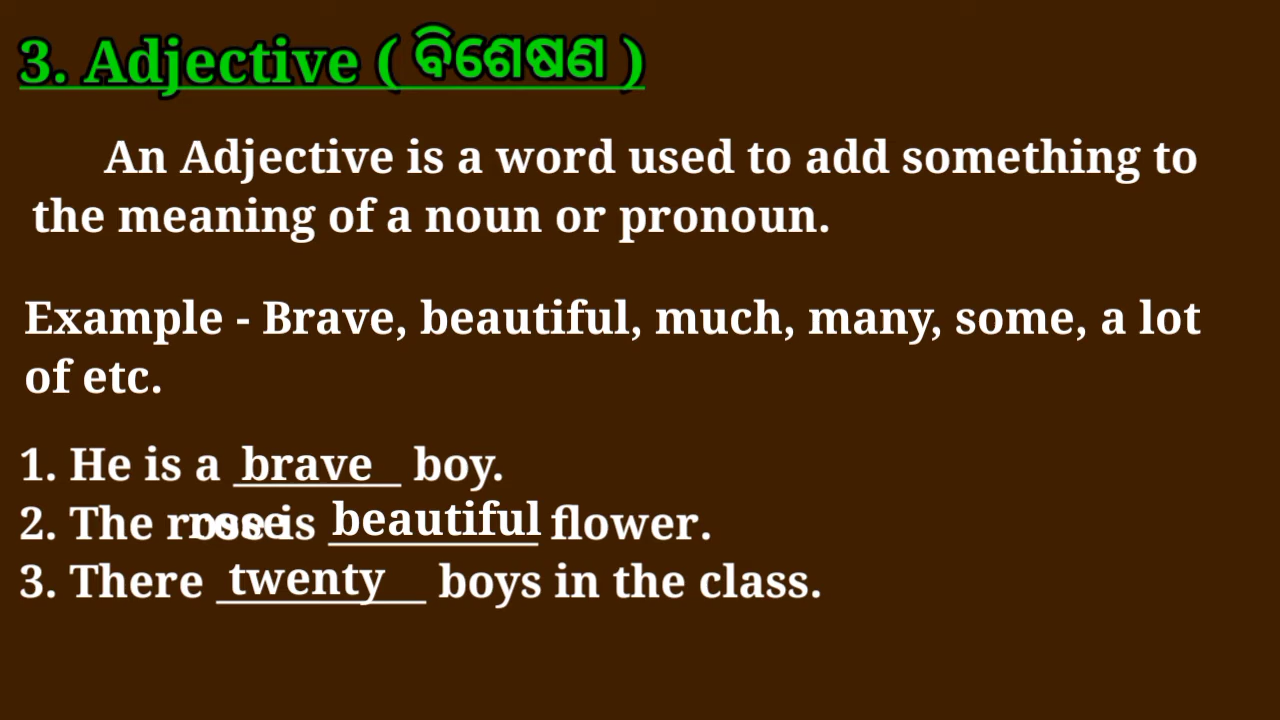 3. Adjective ( ବିଶେଷଣ )
An Adjective is a word used to add something to
the meaning of a noun or pronoun.
Example - Brave, beautiful, much, many, some, a lot
of etc.
1. He is a brave boy.
2. The rose is beautiful flower.
3. There twenty boys in the class.